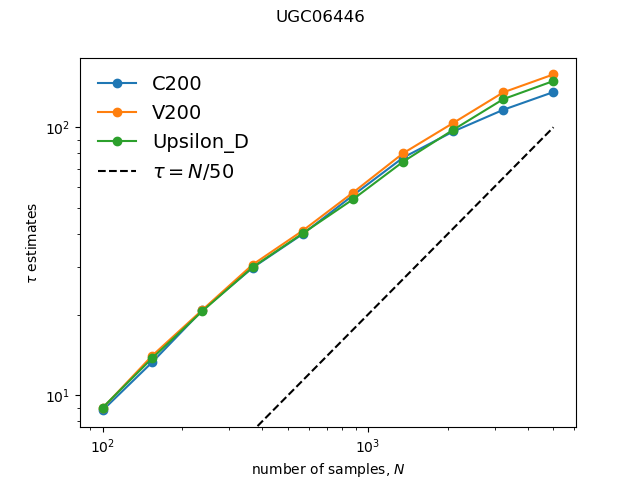 UGC06446
C200
V200
Upsilon_D
τ = N/50
10²
10¹
τ estimates
10² 10³
number of samples, N